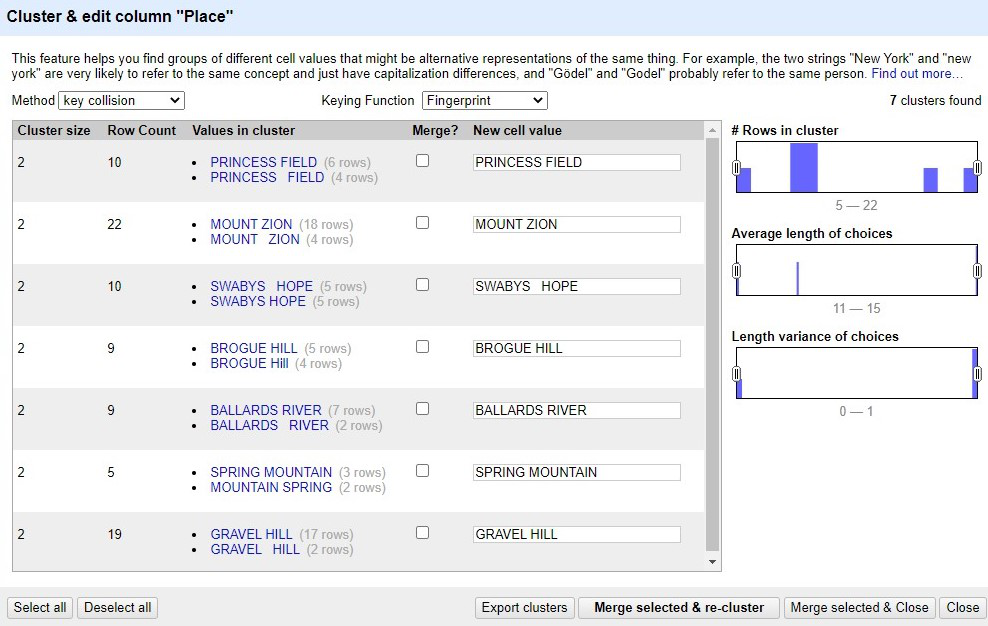 Cluster & edit column "Place"
This feature helps you find groups of different cell values that might be alternative representations of the same thing. For example, the two strings "New York" and "new
york" are very likely to refer to the same concept and just have capitalization differences, and "Gödel" and "Godel" probably refer to the same person. Find out more…
Method key collision Keying Function Fingerprint 7 clusters found
Cluster size Row Count Values in cluster Merge? New cell value
2 10 • PRINCESS FIELD (6 rows) PRINCESS FIELD
• PRINCESS   FIELD (4 rows)
2 22 • MOUNT ZION (18 rows) MOUNT ZION
• MOUNT   ZION (4 rows)
2 10 • SWABYS   HOPE (5 rows) SWABYS   HOPE
• SWABYS HOPE (5 rows)
2 9 • BROGUE HILL (5 rows) BROGUE HILL
• BROGUE Hill (4 rows)
2 9 • BALLARDS RIVER (7 rows) BALLARDS RIVER
• BALLARDS   RIVER (2 rows)
2 5 • SPRING MOUNTAIN (3 rows) SPRING MOUNTAIN
• MOUNTAIN SPRING (2 rows)
2 19 • GRAVEL HILL (17 rows) GRAVEL HILL
• GRAVEL   HILL (2 rows)
# Rows in cluster
5 — 22
Average length of choices
11 — 15
Length variance of choices
0 — 1
Select all Deselect all Export clusters Merge selected & re-cluster Merge selected & Close Close